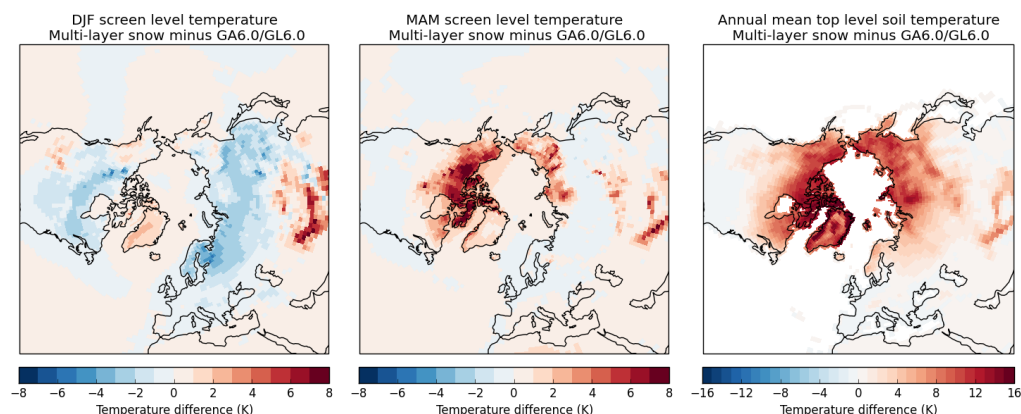 DJF screen level temperature
Multi-layer snow minus GA6.0/GL6.0
MAM screen level temperature
Multi-layer snow minus GA6.0/GL6.0
Annual mean top level soil temperature
Multi-layer snow minus GA6.0/GL6.0
−8 −6 −4 −2 0 2 4 6 8
Temperature difference (K)
−8 −6 −4 −2 0 2 4 6 8
Temperature difference (K)
−16 −12 −8 −4 0 4 8 12 16
Temperature difference (K)